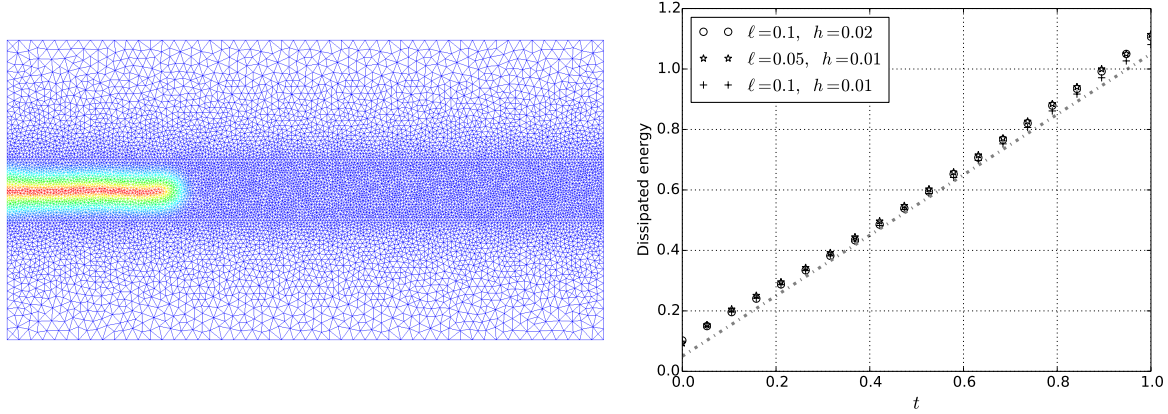 1.2
ℓ=0.1, h=0.02
ℓ=0.05, h=0.01
ℓ=0.1, h=0.01
1.0
0.8
0.6
0.4
0.2
0.0
Dissipated energy
0.0 0.2 0.4 0.6 0.8 1.0
t